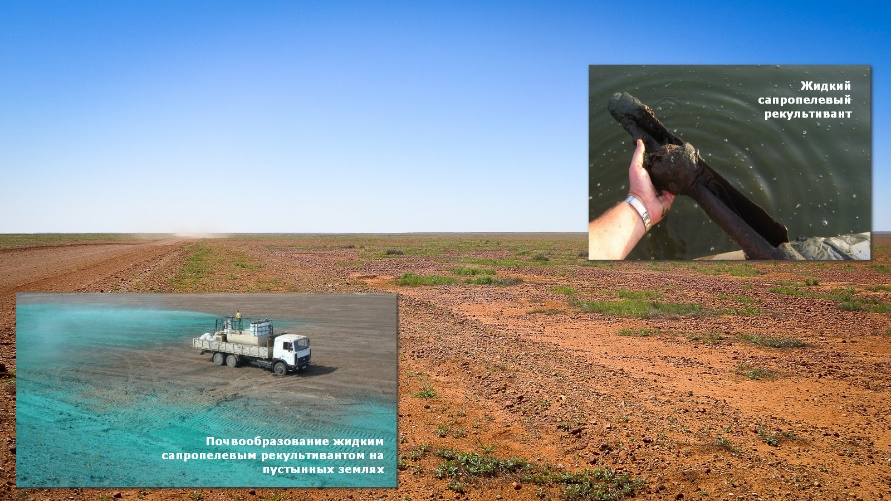 Жидкий
сапропелевый
рекультивант
Почвообразование жидким
сапропелевым рекультивантом на
пустынных землях